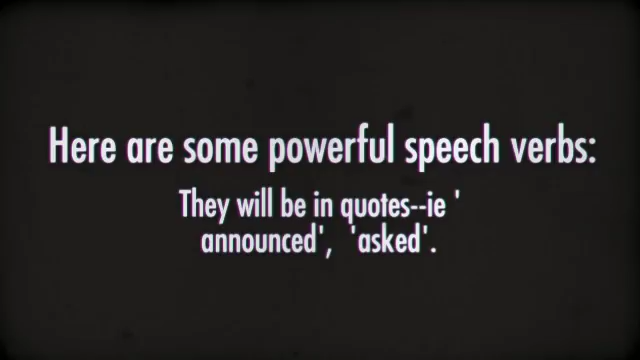 Here are some powerful speech verbs:
They will be in quotes--ie '
announced', 'asked'.